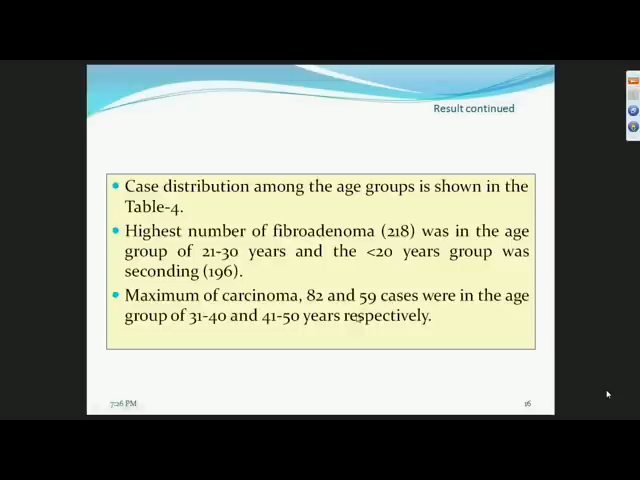 Result continued
Case distribution among the age groups is shown in the
Table-4.
Highest number of fibroadenoma (218) was in the age
group of 21-30 years and the <20 years group was
seconding (196).
Maximum of carcinoma, 82 and 59 cases were in the age
group of 31-40 and 41-50 years respectively.
7:26 PM
16